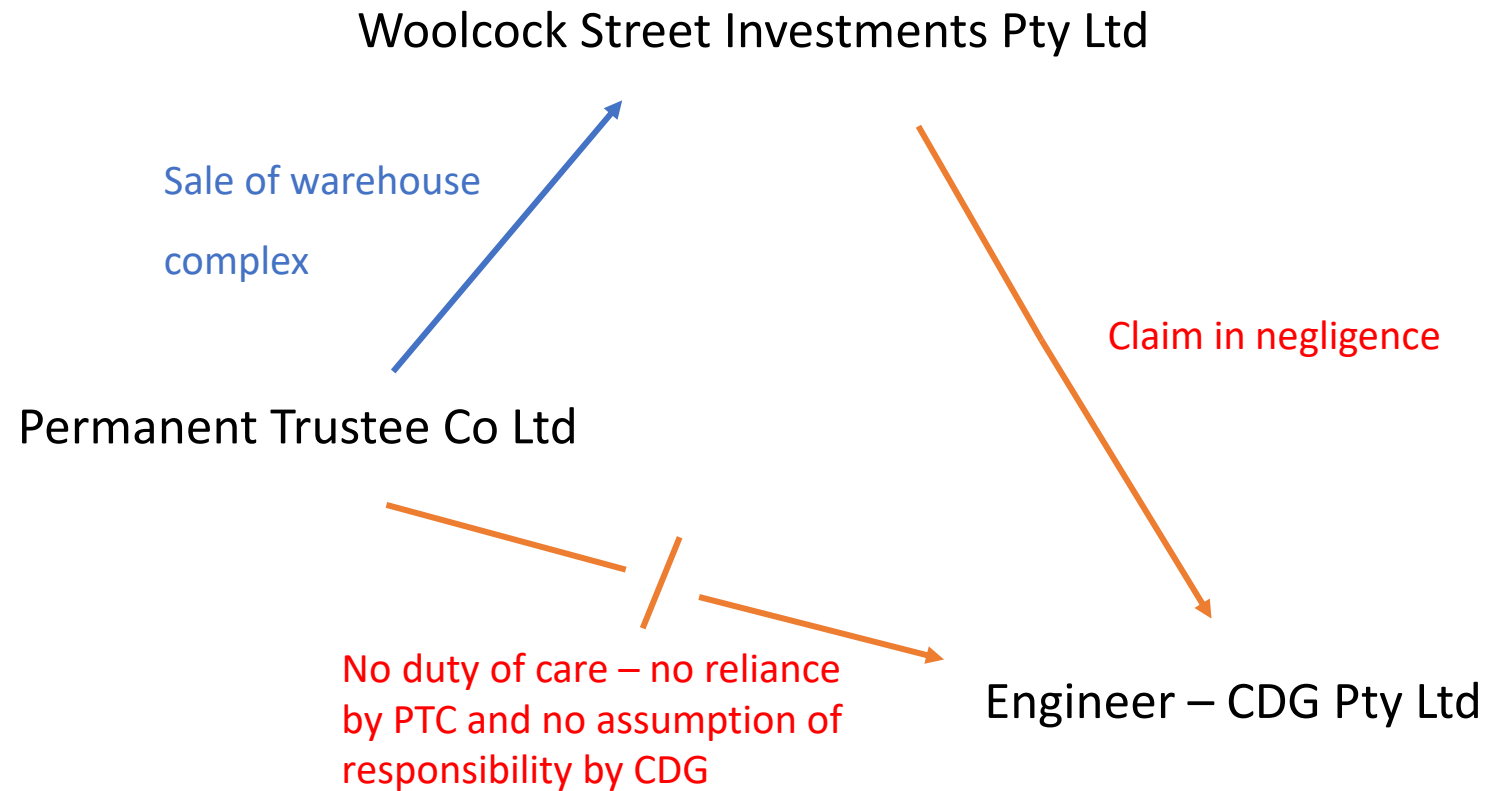 Woolcock Street Investments Pty Ltd
Sale of warehouse
complex
Claim in negligence
Permanent Trustee Co Ltd
No duty of care – no reliance
by PTC and no assumption of
responsibility by CDG
Engineer – CDG Pty Ltd